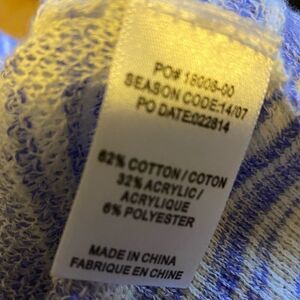 PO# 18008-00
SEASON CODE:14/07
PO DATE:022814
62% COTTON / COTON
32% ACRYLIC /
ACRYLIQUE
6% POLYESTER
MADE IN CHINA
FABRIQUE EN CHINE